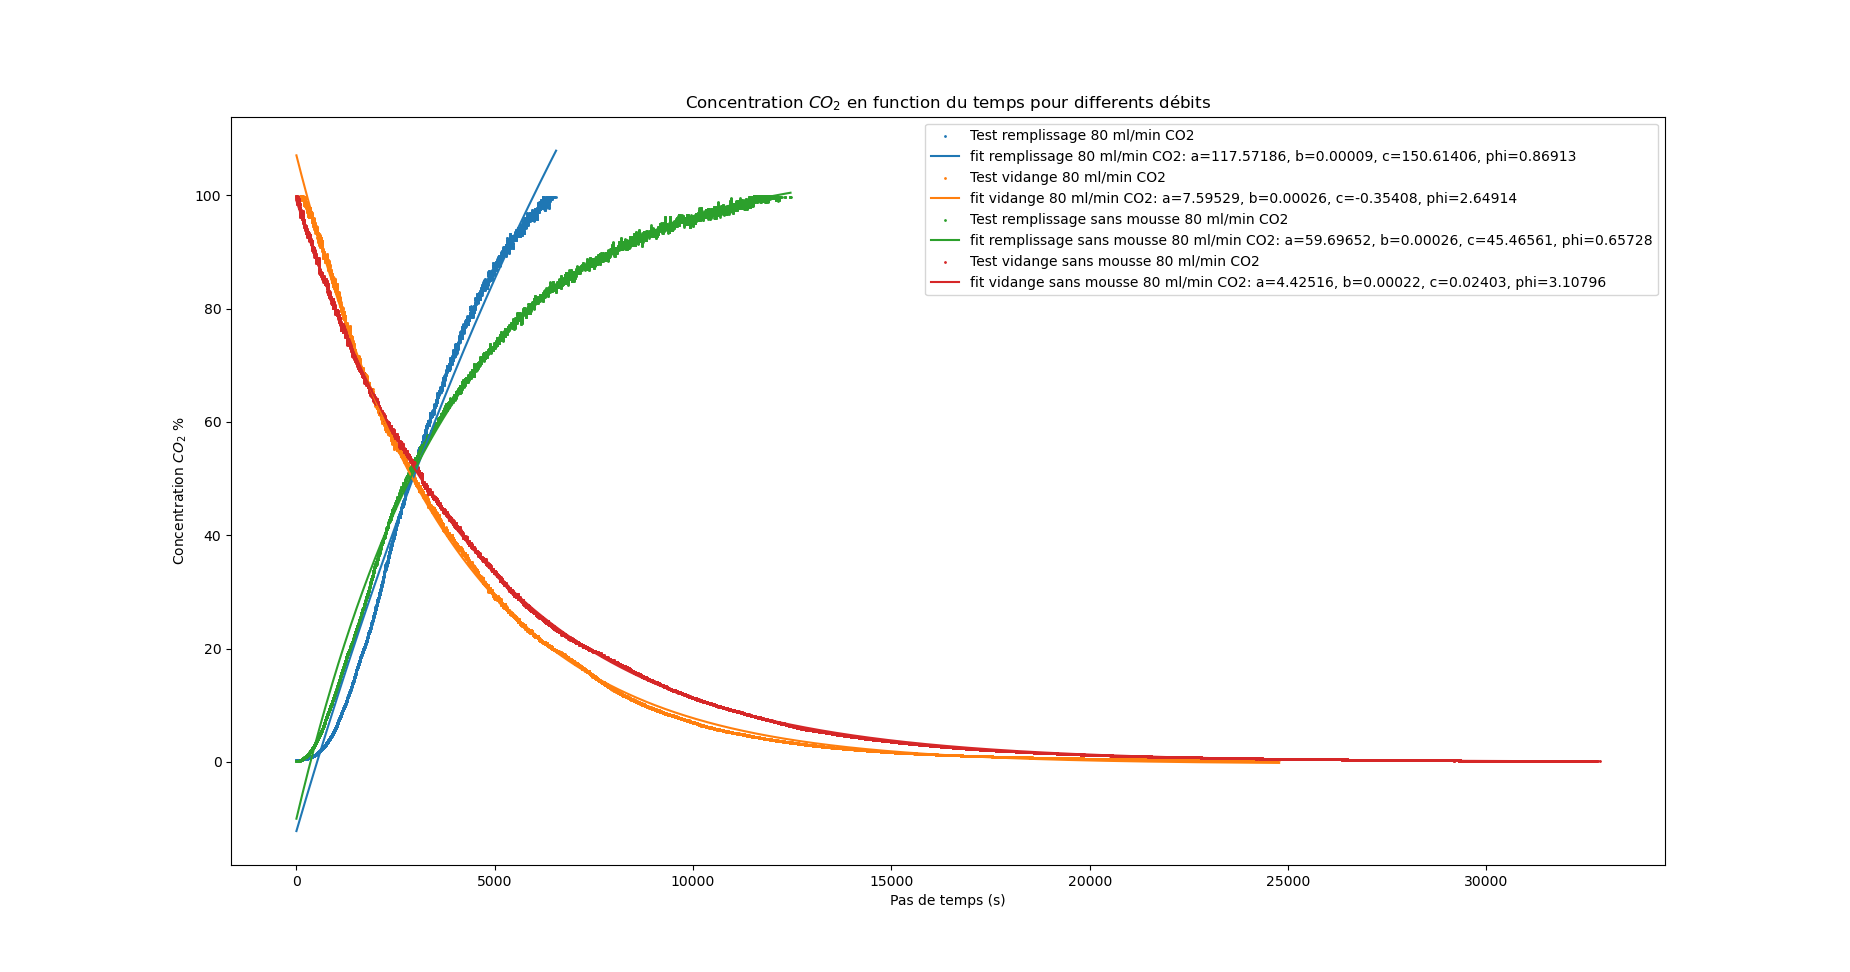 Concentration CO₂ en function du temps pour differents débits
Test remplissage 80 ml/min CO2
fit remplissage 80 ml/min CO2: a=117.57186, b=0.00009, c=150.61406, phi=0.86913
Test vidange 80 ml/min CO2
fit vidange 80 ml/min CO2: a=7.59529, b=0.00026, c=-0.35408, phi=2.64914
Test remplissage sans mousse 80 ml/min CO2
fit remplissage sans mousse 80 ml/min CO2: a=59.69652, b=0.00026, c=45.46561, phi=0.65728
Test vidange sans mousse 80 ml/min CO2
fit vidange sans mousse 80 ml/min CO2: a=4.42516, b=0.00022, c=0.02403, phi=3.10796
Concentration CO₂ %
100
80
60
40
20
0
0 5000 10000 15000 20000 25000 30000
Pas de temps (s)